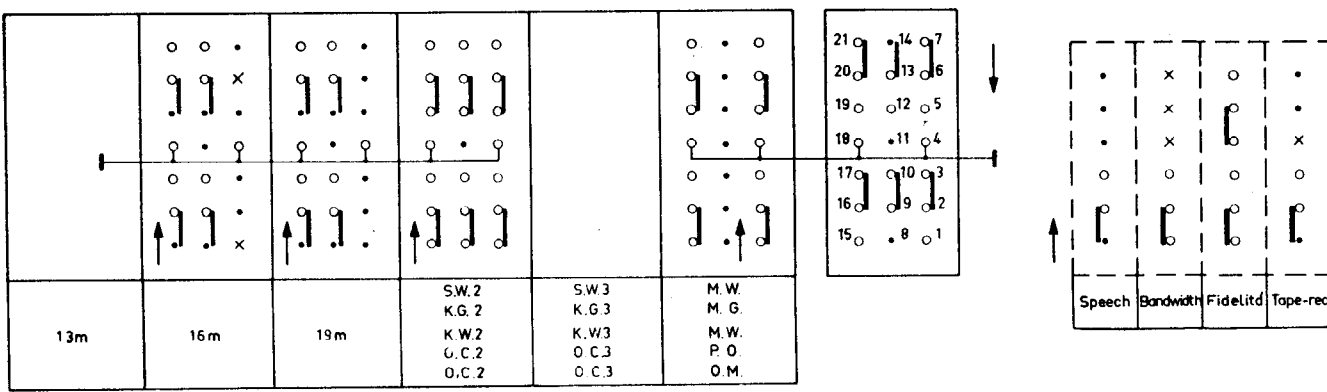 21 14 7
20 13 6
19 12 5
18 11 4
17 10 3
16 9 2
15 8 1
13m
16m
19m
S.W.2
K.G.2
K.W.2
O.C.2
O.C.2
S.W.3
K.G.3
K.W.3
O.C.3
O.C.3
M.W.
M.G.
M.W.
P.O.
O.M.
Speech
Bandwidth
Fidelitd
Tape-rec